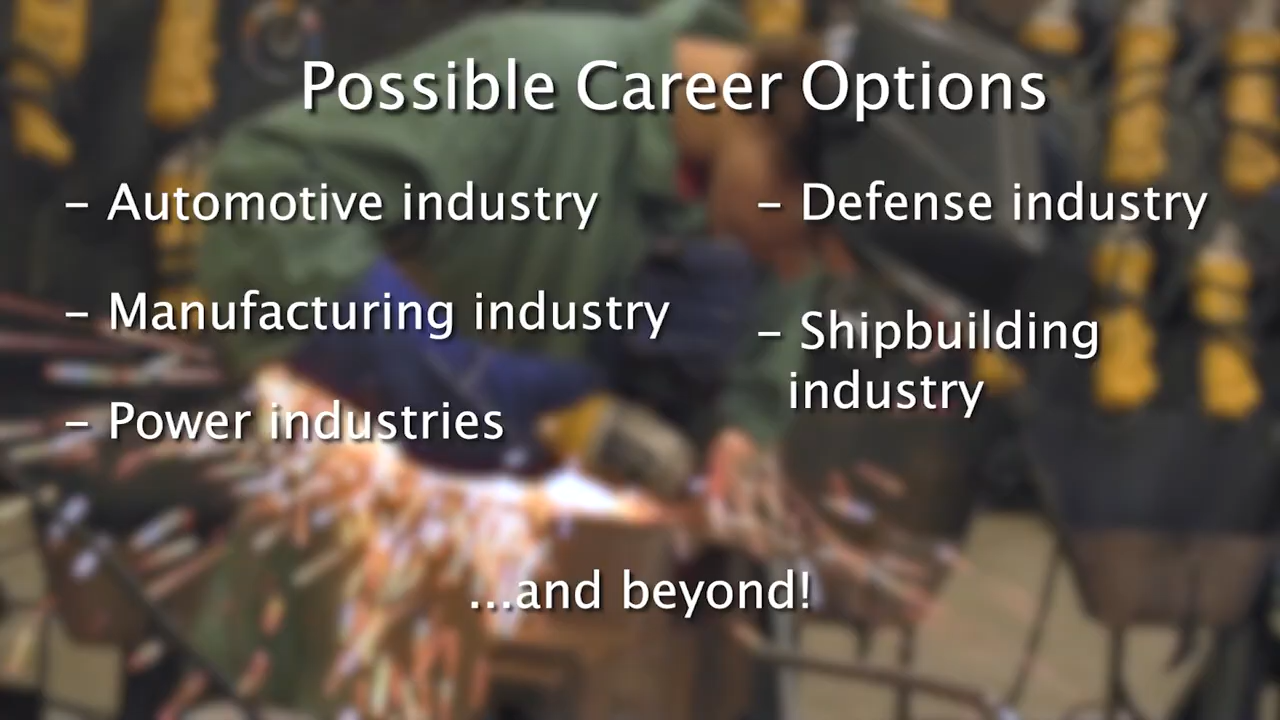 Possible Career Options
– Automotive industry
– Manufacturing industry
– Power industries
– Defense industry
– Shipbuilding
industry
...and beyond!